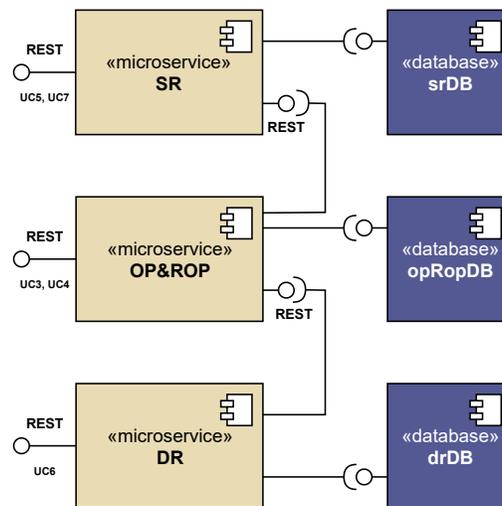 REST
UC5, UC7
«microservice»
SR
REST
«database»
srDB
REST
UC3, UC4
«microservice»
OP&ROP
REST
«database»
opRopDB
REST
UC6
«microservice»
DR
«database»
drDB